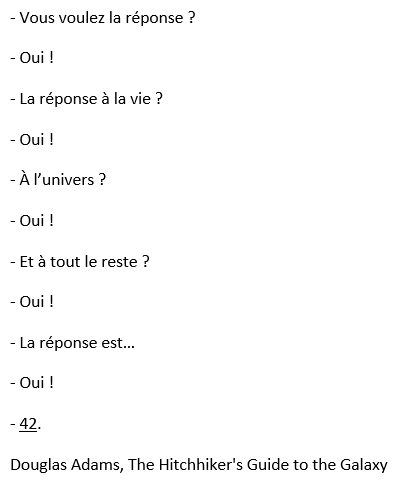 - Vous voulez la réponse ?
- Oui !
- La réponse à la vie ?
- Oui !
- À l’univers ?
- Oui !
- Et à tout le reste ?
- Oui !
- La réponse est…
- Oui !
- 42.
Douglas Adams, The Hitchhiker's Guide to the Galaxy